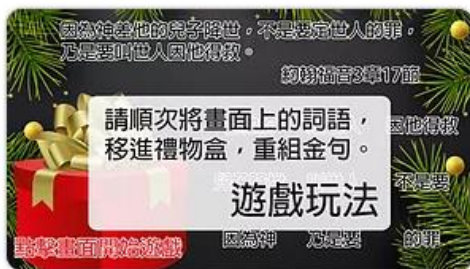 因為神差他的兒子降世，不是要定世人的罪，
乃是要叫世人因他得救。
約翰福音3章17節
請順次將畫面上的詞語，
移進禮物盒，重組金句。
因他得救
不是要
遊戲玩法
點擊畫面開始遊戲
因為神
乃是要
的罪